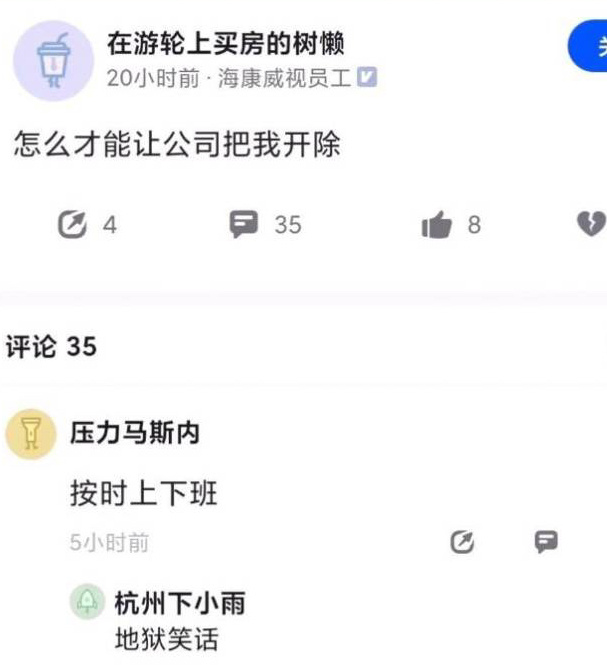 在游轮上买房的树懒
20小时前 · 海康威视员工
怎么才能让公司把我开除
4 35 8
评论 35
压力马斯内
按时上下班
5小时前
杭州下小雨
地狱笑话